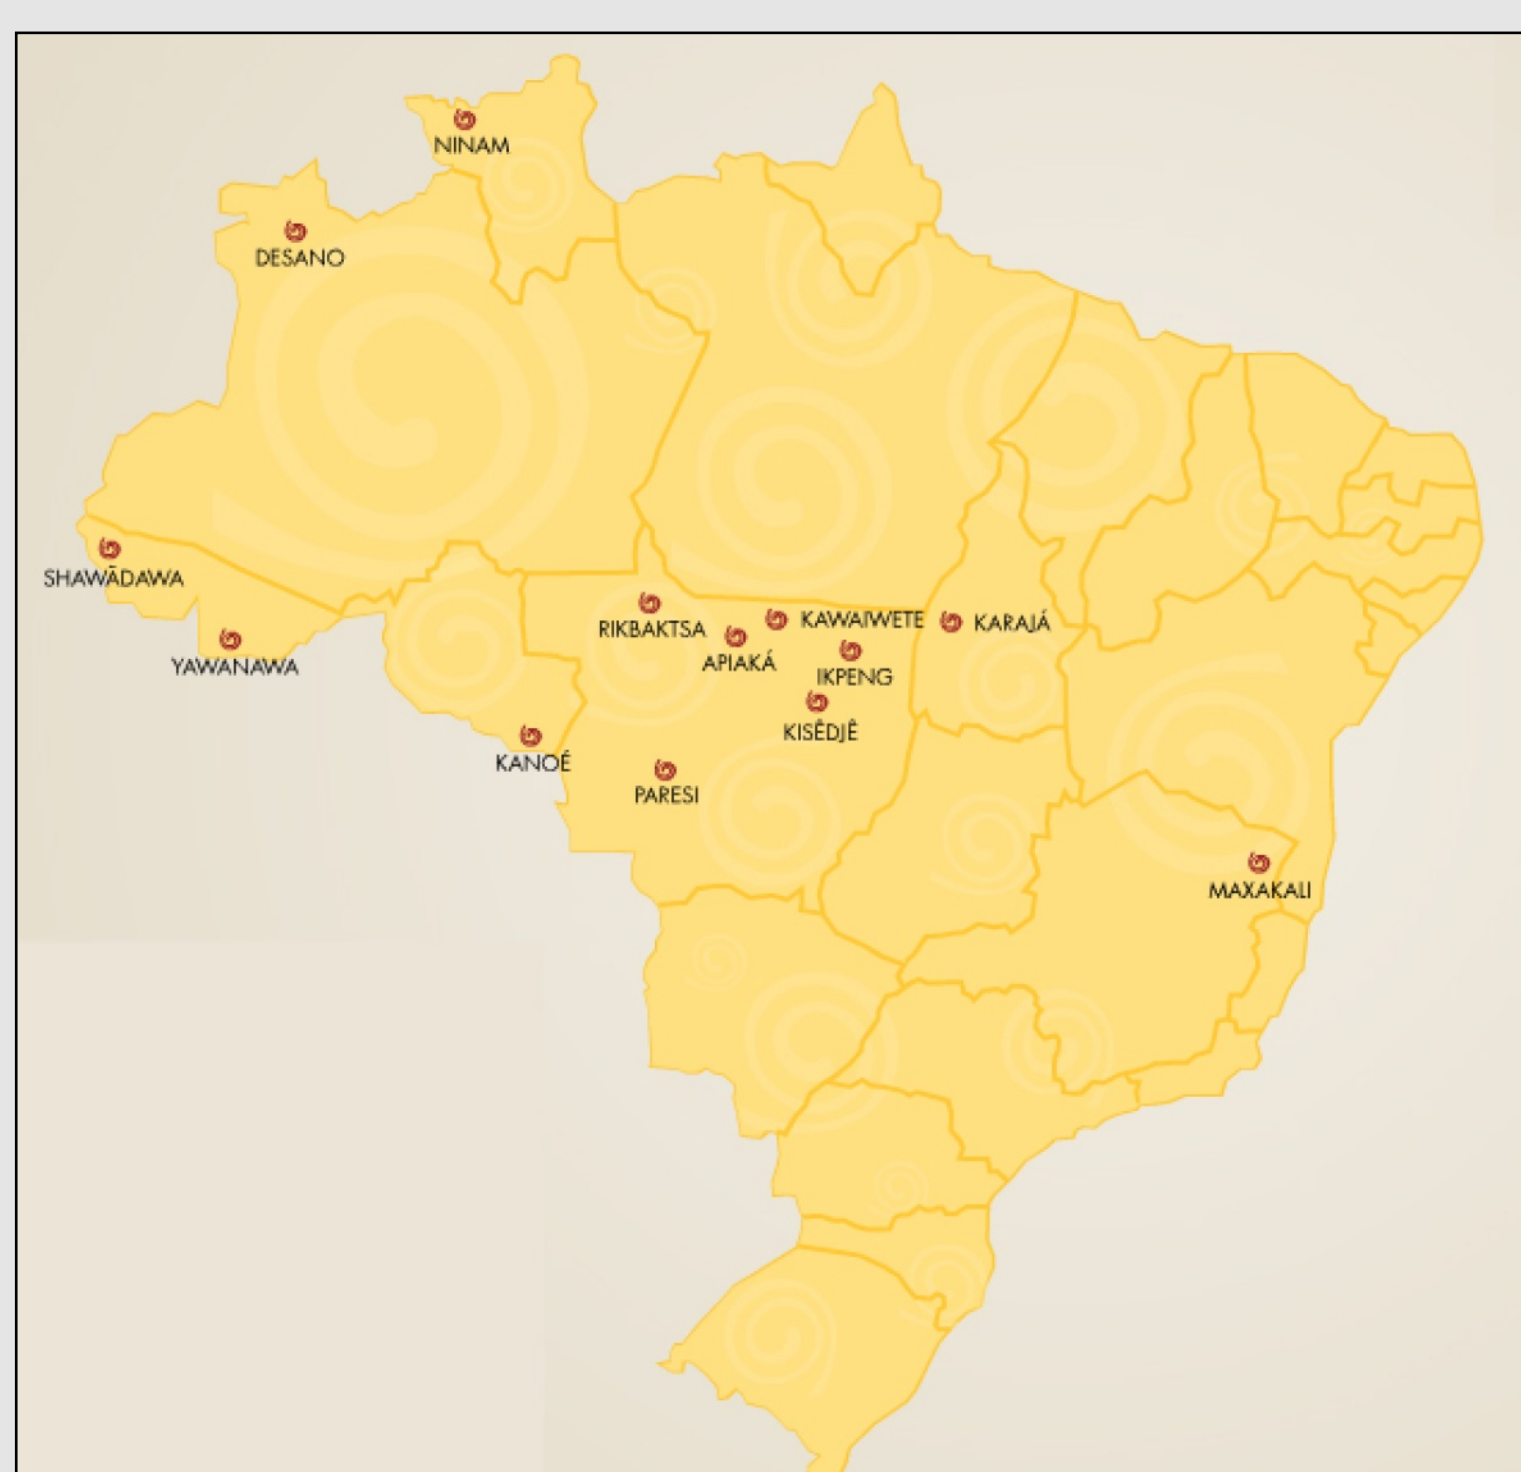 NINAM
DESANO
SHAWÃDAWA
RIKBAKTSA
KAWAIWETE
KARAJÁ
YAWANAWA
APIAKÁ
IKPENG
KISÊDJÊ
KANOÉ
PARESI
MAXAKALI